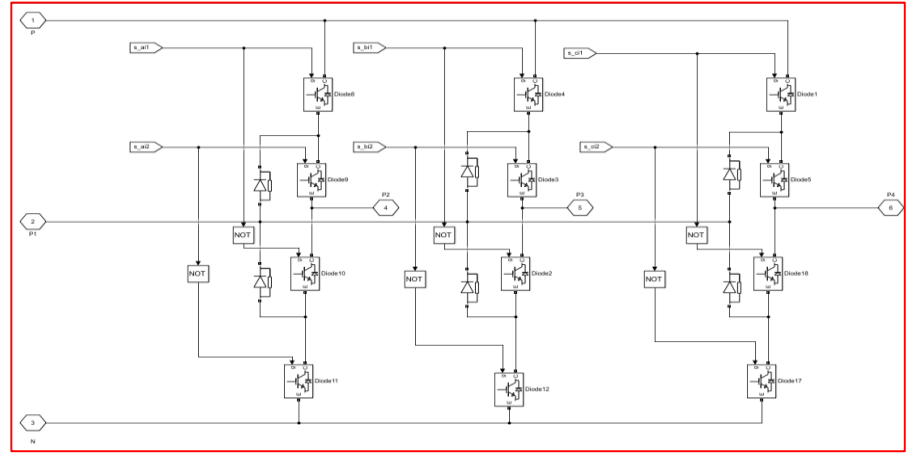 1
P
s_ai1
s_bi1
s_ci1
g C
E
Diode8
g C
E
Diode4
g C
E
Diode1
s_ai2
s_bi2
s_ci2
g C
E
Diode9
g C
E
Diode3
g C
E
Diode5
P2
4
P3
5
P4
6
2
P1
NOT
NOT
NOT
g C
E
Diode10
g C
E
Diode2
g C
E
Diode18
NOT
NOT
NOT
g C
E
Diode11
g C
E
Diode12
g C
E
Diode17
3
N